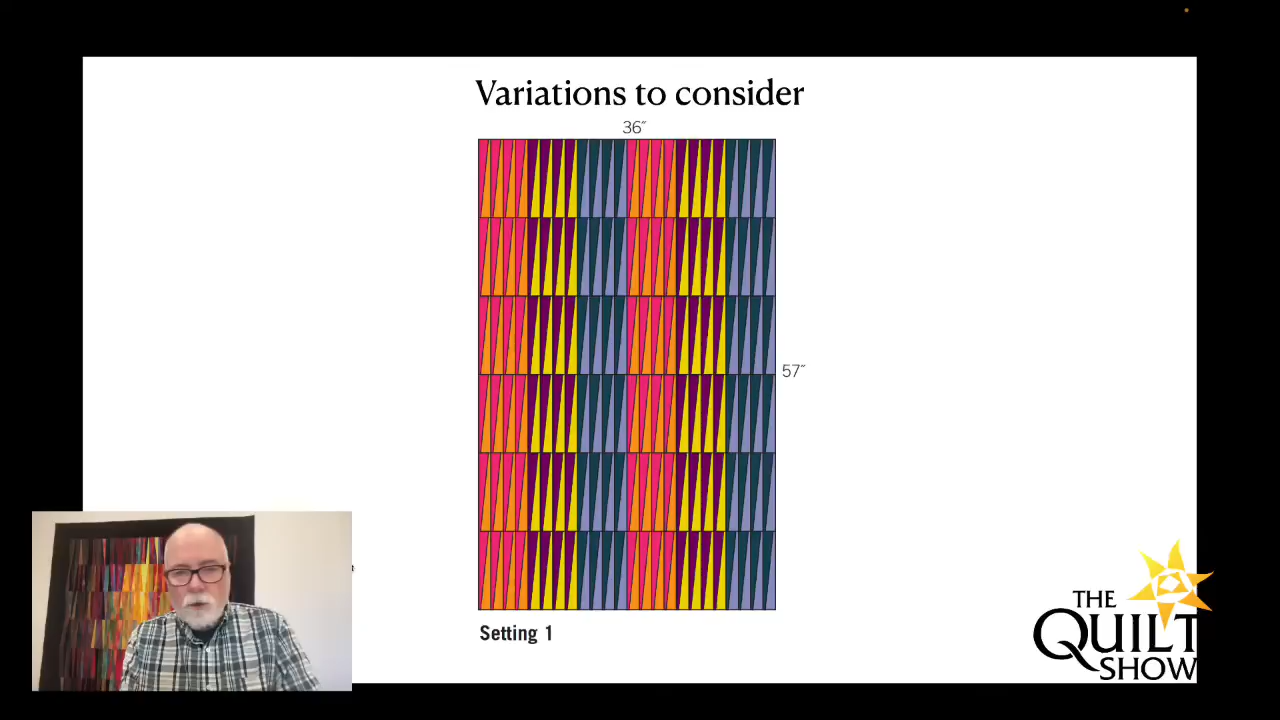 Variations to consider
36″
57″
Setting 1
THE
QUILT
SHOW